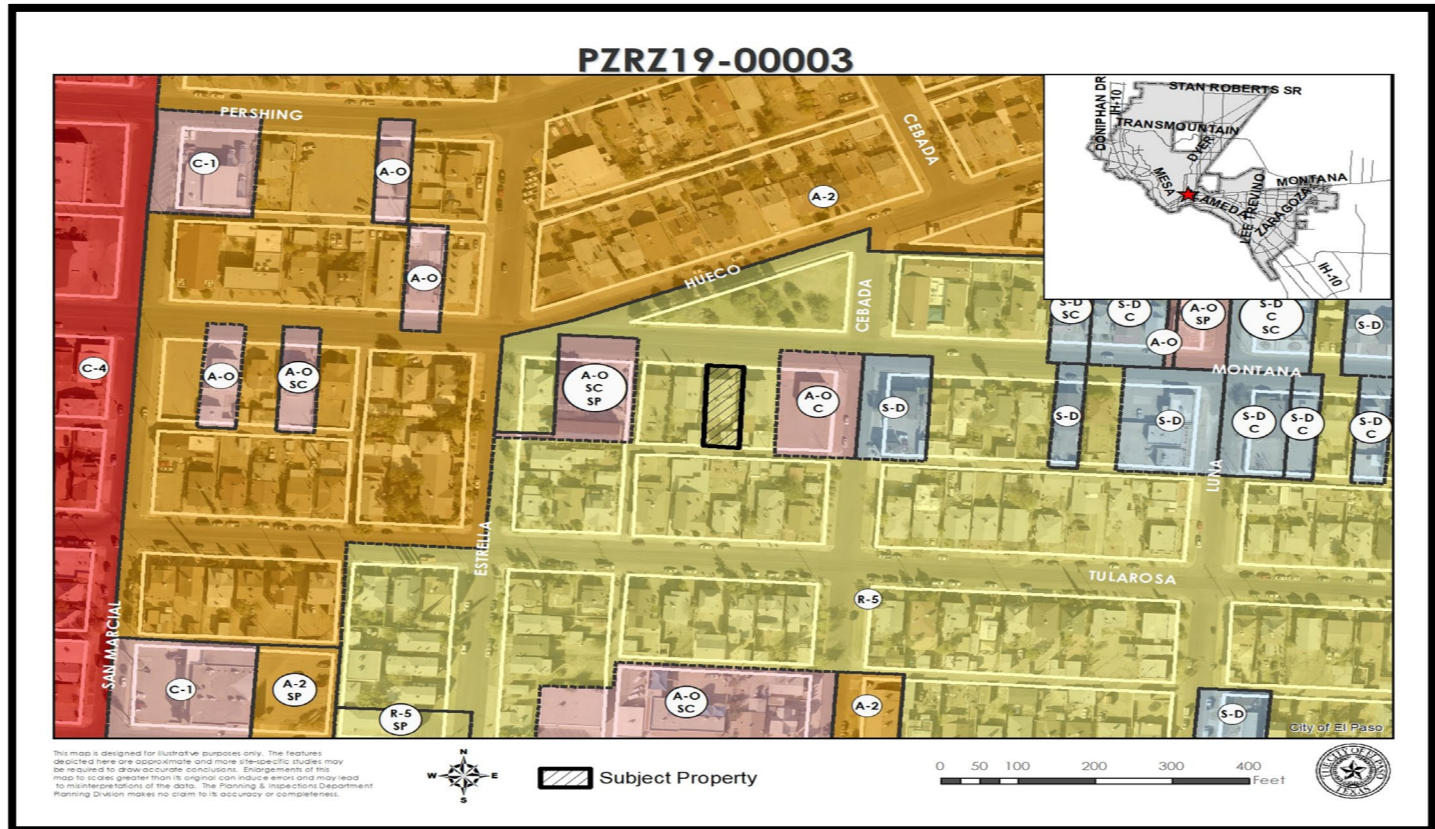 PZRZ19-00003
PERSHING
C-1
A-O
CEBADA
A-2
A-O
HUECO
CEBADA
C-4
A-O
A-O
SC
A-O
SC
SP
A-O
C
S-D
S-D
SC
S-D
C
A-O
SP
S-D
C
SC
S-D
A-O
MONTANA
S-D
S-D
S-D
C
S-D
C
S-D
C
LUNA
ESTRELLA
TULAROSA
R-5
SAN MARCIAL
C-1
A-2
SP
R-5
SP
A-O
SC
A-2
S-D
City of El Paso
DONIPHAN DR
IH-10
STAN ROBERTS SR
TRANSMOUNTAIN
DYER
MESA
MONTANA
ALAMEDA
LEE TREVINO
ZARAGOZA
IH-10
This map is designed for illustrative purposes only. The features
depicted here are approximate and more site-specific studies may
be required to draw accurate conclusions. Enlargements of this
map to scales greater than its original can induce errors and may lead
to misinterpretations of the data. The Planning & Inspections Department
Planning Division makes no claim to its accuracy or completeness.
N
W E
S
Subject Property
0 50 100 200 300 400
Feet
THE CITY OF EL PASO
TEXAS